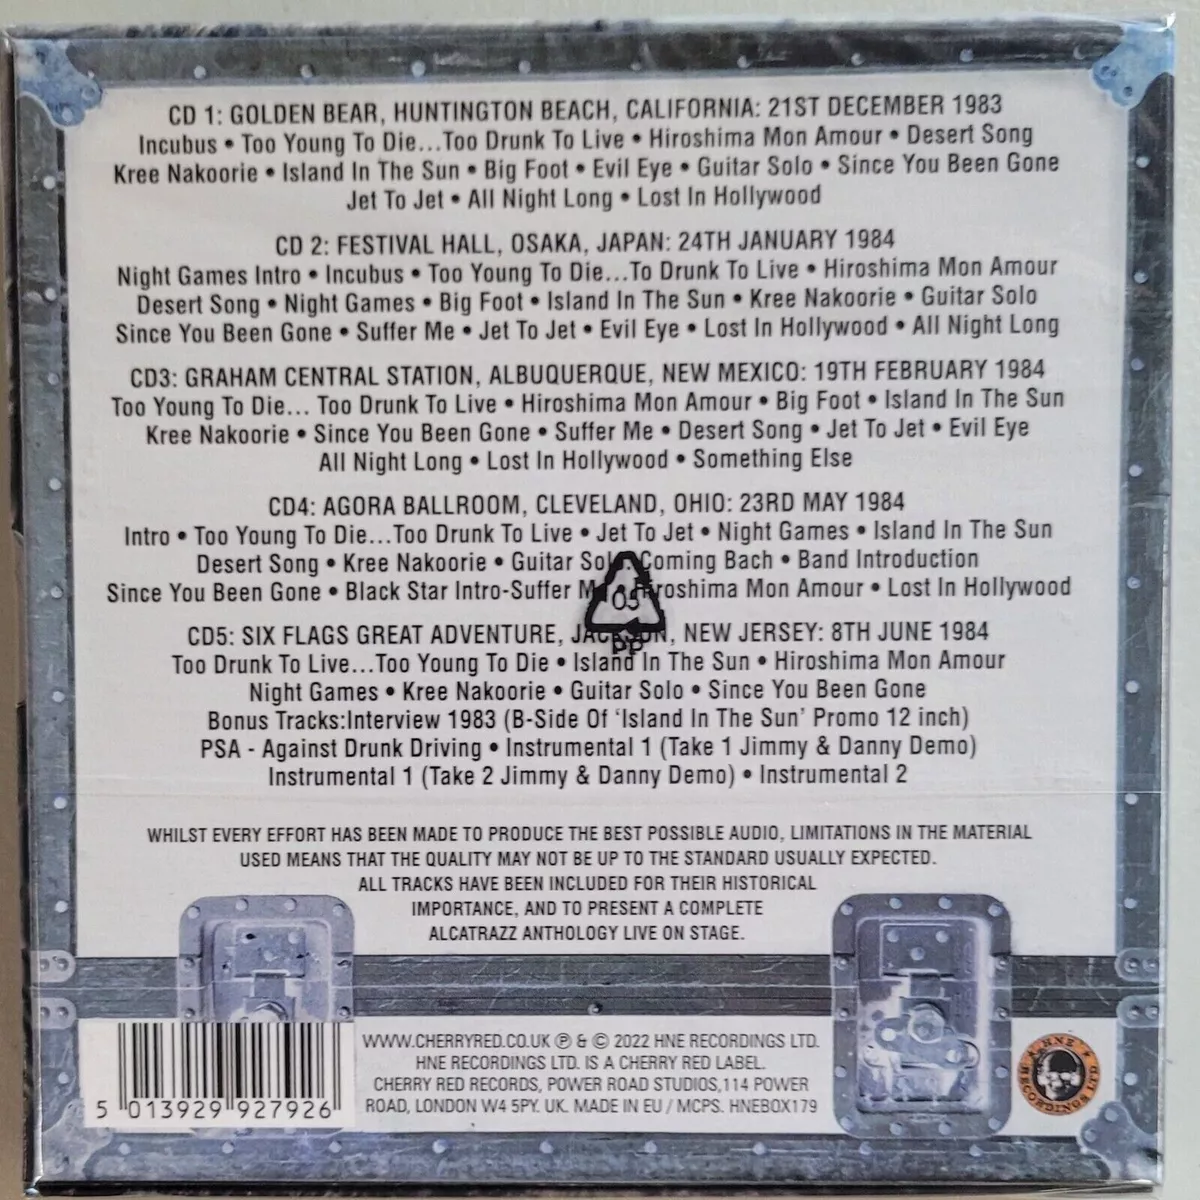 CD 1: GOLDEN BEAR, HUNTINGTON BEACH, CALIFORNIA: 21ST DECEMBER 1983
Incubus • Too Young To Die...Too Drunk To Live • Hiroshima Mon Amour • Desert Song
Kree Nakoorie • Island In The Sun • Big Foot • Evil Eye • Guitar Solo • Since You Been Gone
Jet To Jet • All Night Long • Lost In Hollywood
CD 2: FESTIVAL HALL, OSAKA, JAPAN: 24TH JANUARY 1984
Night Games Intro • Incubus • Too Young To Die...To Drunk To Live • Hiroshima Mon Amour
Desert Song • Night Games • Big Foot • Island In The Sun • Kree Nakoorie • Guitar Solo
Since You Been Gone • Suffer Me • Jet To Jet • Evil Eye • Lost In Hollywood • All Night Long
CD3: GRAHAM CENTRAL STATION, ALBUQUERQUE, NEW MEXICO: 19TH FEBRUARY 1984
Too Young To Die... Too Drunk To Live • Hiroshima Mon Amour • Big Foot • Island In The Sun
Kree Nakoorie • Since You Been Gone • Suffer Me • Desert Song • Jet To Jet • Evil Eye
All Night Long • Lost In Hollywood • Something Else
CD4: AGORA BALLROOM, CLEVELAND, OHIO: 23RD MAY 1984
Intro • Too Young To Die...Too Drunk To Live • Jet To Jet • Night Games • Island In The Sun
Desert Song • Kree Nakoorie • Guitar Solo: Coming Bach • Band Introduction
Since You Been Gone • Black Star Intro-Suffer Me • Hiroshima Mon Amour • Lost In Hollywood
05
PP
CD5: SIX FLAGS GREAT ADVENTURE, JACKSON, NEW JERSEY: 8TH JUNE 1984
Too Drunk To Live...Too Young To Die • Island In The Sun • Hiroshima Mon Amour
Night Games • Kree Nakoorie • Guitar Solo • Since You Been Gone
Bonus Tracks:Interview 1983 (B-Side Of 'Island In The Sun' Promo 12 inch)
PSA - Against Drunk Driving • Instrumental 1 (Take 1 Jimmy & Danny Demo)
Instrumental 1 (Take 2 Jimmy & Danny Demo) • Instrumental 2
WHILST EVERY EFFORT HAS BEEN MADE TO PRODUCE THE BEST POSSIBLE AUDIO, LIMITATIONS IN THE MATERIAL
USED MEANS THAT THE QUALITY MAY NOT BE UP TO THE STANDARD USUALLY EXPECTED.
ALL TRACKS HAVE BEEN INCLUDED FOR THEIR HISTORICAL
IMPORTANCE, AND TO PRESENT A COMPLETE
ALCATRAZZ ANTHOLOGY LIVE ON STAGE.
WWW.CHERRYRED.CO.UK ℗ & © 2022 HNE RECORDINGS LTD.
HNE RECORDINGS LTD. IS A CHERRY RED LABEL.
CHERRY RED RECORDS, POWER ROAD STUDIOS,114 POWER
ROAD, LONDON W4 5PY. UK. MADE IN EU / MCPS. HNEBOX179
5 013929 927926
HNE RECORDINGS LTD